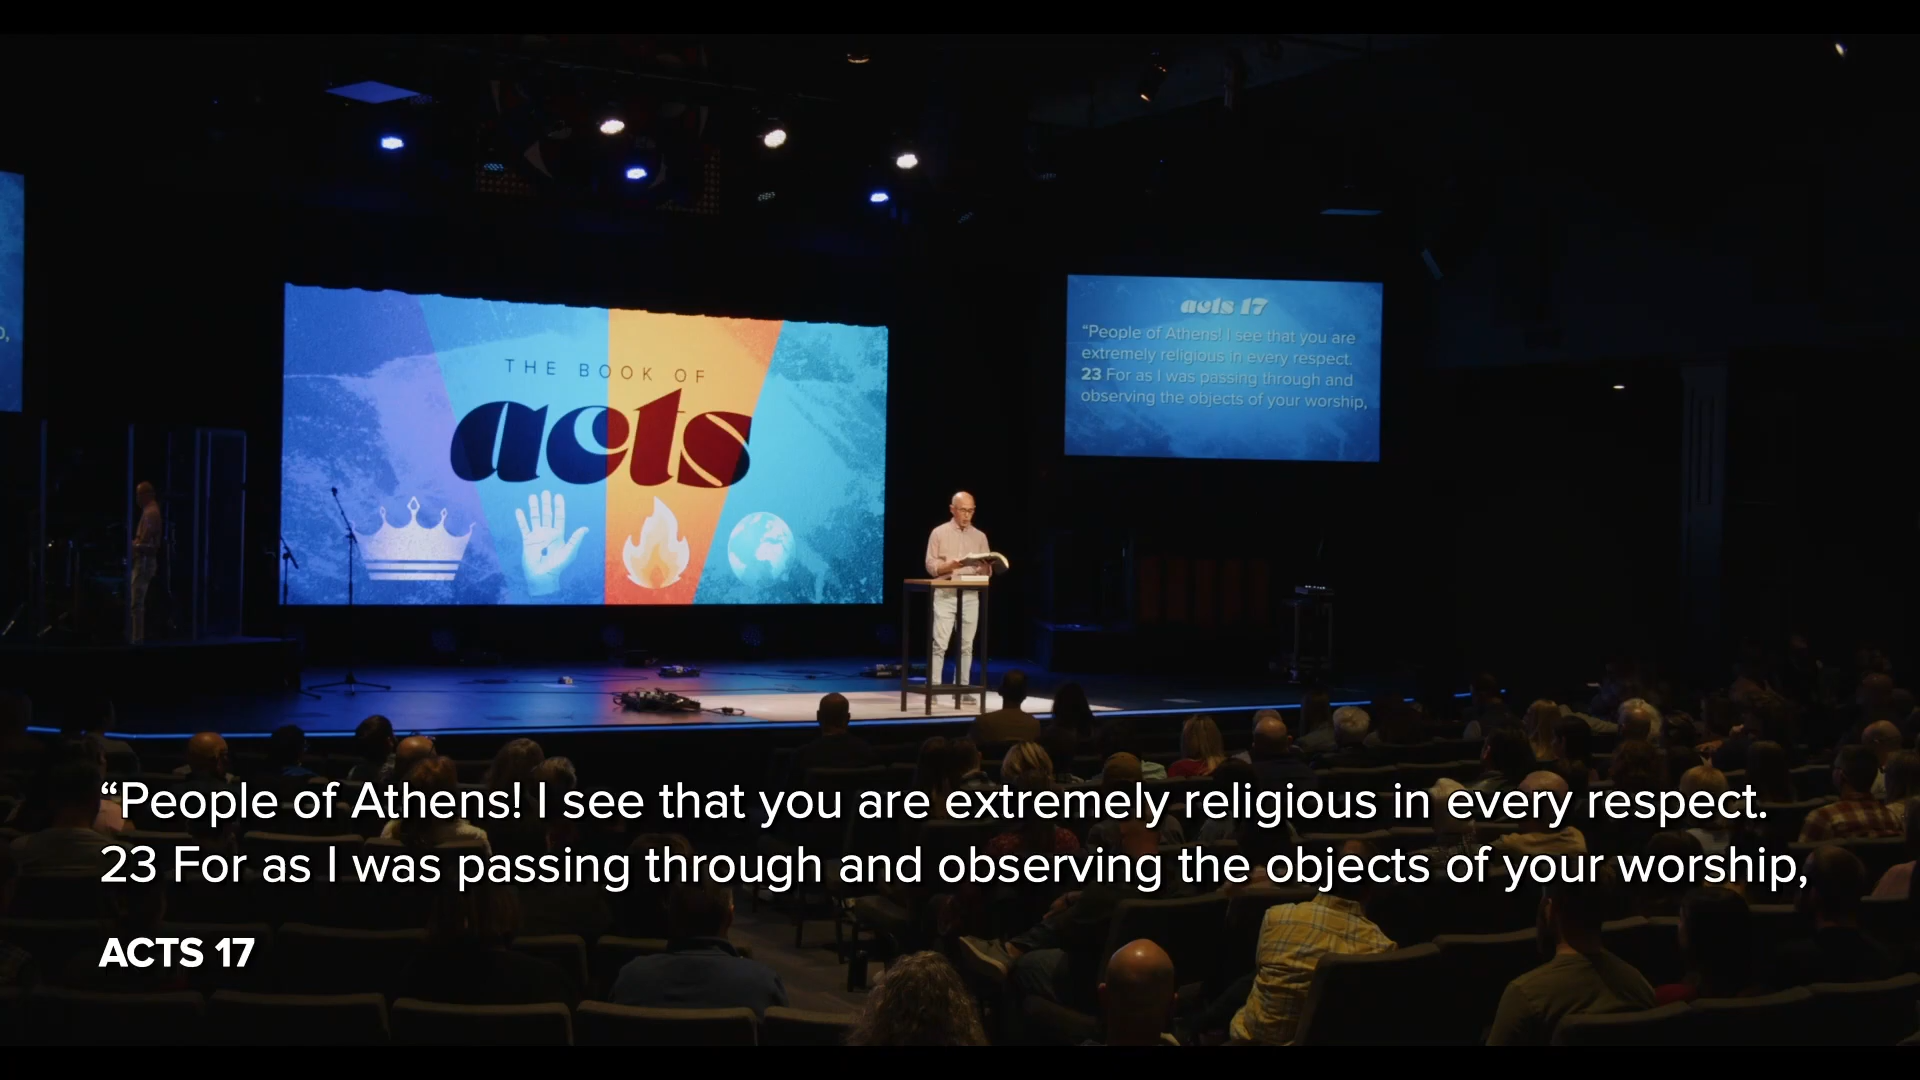 THE BOOK OF
acts
acts 17
“People of Athens! I see that you are
extremely religious in every respect.
23 For as I was passing through and
observing the objects of your worship,
“People of Athens! I see that you are extremely religious in every respect.
23 For as I was passing through and observing the objects of your worship,
ACTS 17